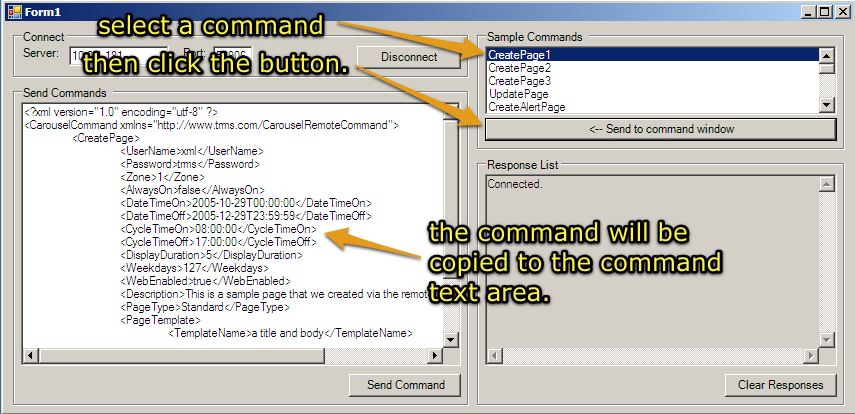 Form1
select a command
then click the button.
Connect
Server:
Port:
Disconnect
Sample Commands
CreatePage1
CreatePage2
CreatePage3
UpdatePage
CreateAlertPage
<-- Send to command window
Send Commands
<?xml version="1.0" encoding="utf-8" ?>
<CarouselCommand xmlns="http://www.tms.com/CarouselRemoteCommand">
<CreatePage>
<UserName>xml</UserName>
<Password>tms</Password>
<Zone>1</Zone>
<AlwaysOn>false</AlwaysOn>
<DateTimeOn>2005-10-29T00:00:00</DateTimeOn>
<DateTimeOff>2005-12-29T23:59:59</DateTimeOff>
<CycleTimeOn>08:00:00</CycleTimeOn>
<CycleTimeOff>17:00:00</CycleTimeOff>
<DisplayDuration>5</DisplayDuration>
<Weekdays>127</Weekdays>
<WebEnabled>true</WebEnabled>
<Description>This is a sample page that we created via the remot
<PageType>Standard</PageType>
<PageTemplate>
<TemplateName>a title and body</TemplateName>
Send Command
Response List
Connected.
the command will be
copied to the command
text area.
Clear Responses